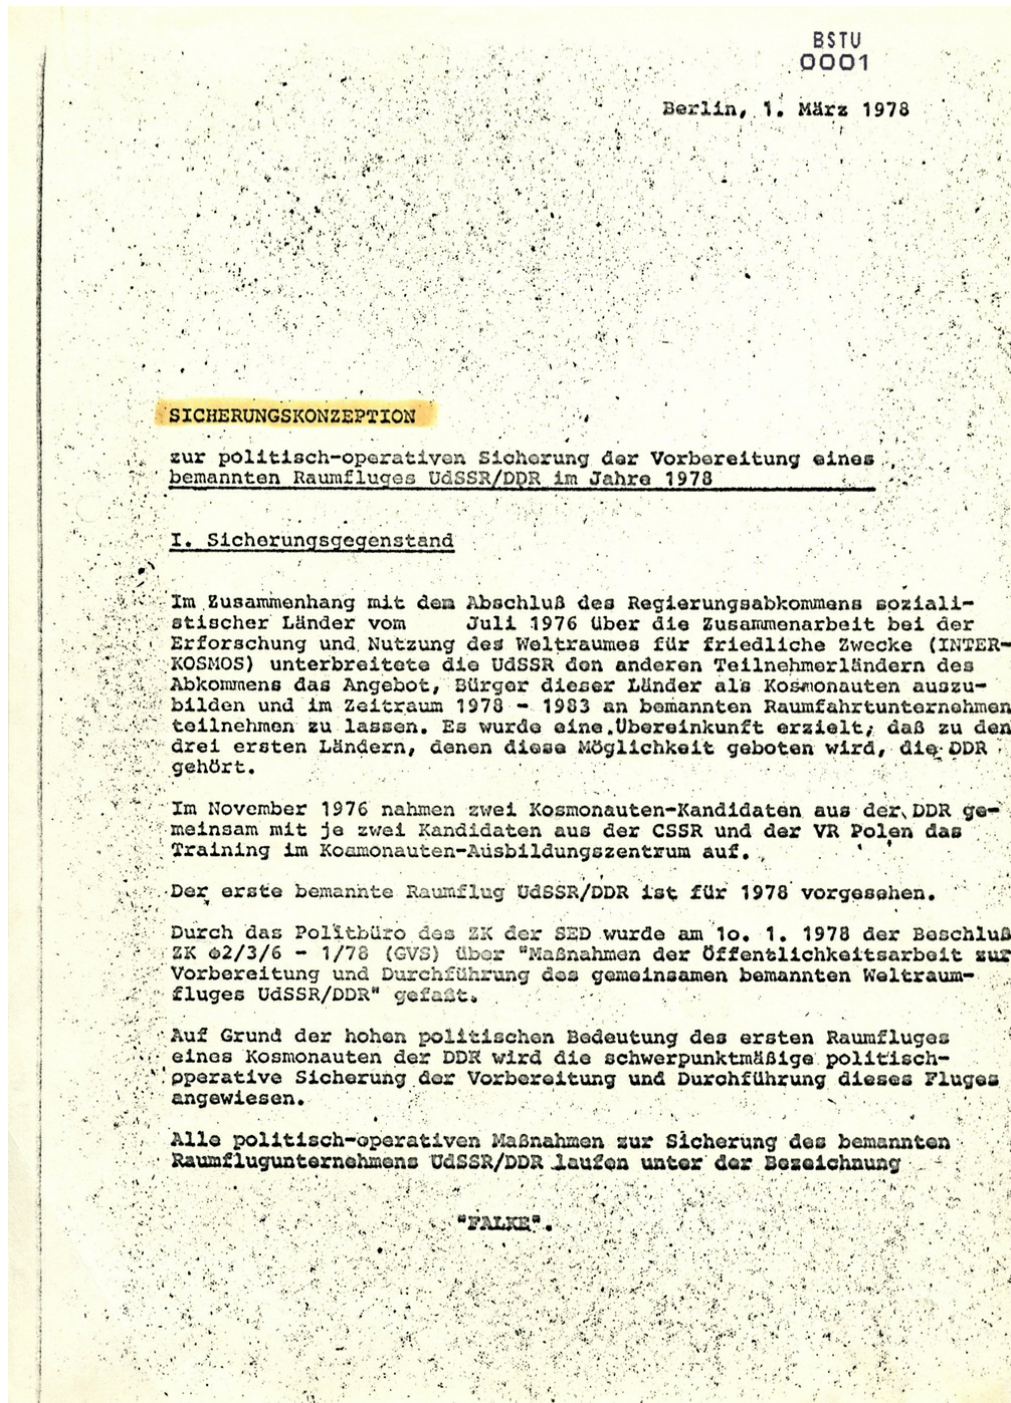 BSTU
0001
Berlin, 1. März 1978
SICHERUNGSKONZEPTION
zur politisch-operativen Sicherung der Vorbereitung eines
bemannten Raumfluges UdSSR/DDR im Jahre 1978
I. Sicherungsgegenstand
Im Zusammenhang mit dem Abschluß des Regierungsabkommens soziali-
stischer Länder vom Juli 1976 über die Zusammenarbeit bei der
Erforschung und Nutzung des Weltraumes für friedliche Zwecke (INTER-
KOSMOS) unterbreitete die UdSSR den anderen Teilnehmerländern des
Abkommens das Angebot, Bürger dieser Länder als Kosmonauten auszu-
bilden und im Zeitraum 1978 - 1983 an bemannten Raumfahrtunternehmen
teilnehmen zu lassen. Es wurde eine Übereinkunft erzielt, daß zu den
drei ersten Ländern, denen diese Möglichkeit geboten wird, die DDR
gehört.
Im November 1976 nahmen zwei Kosmonauten-Kandidaten aus der DDR ge-
meinsam mit je zwei Kandidaten aus der CSSR und der VR Polen das
Training im Kosmonauten-Ausbildungszentrum auf.
Der erste bemannte Raumflug UdSSR/DDR ist für 1978 vorgesehen.
Durch das Politbüro des ZK der SED wurde am 1o. 1. 1978 der Beschluß
ZK 02/3/6 - 1/78 (GVS) über "Maßnahmen der Öffentlichkeitsarbeit zur
Vorbereitung und Durchführung des gemeinsamen bemannten Weltraum-
fluges UdSSR/DDR" gefaßt.
Auf Grund der hohen politischen Bedeutung des ersten Raumfluges
eines Kosmonauten der DDR wird die schwerpunktmäßige politisch-
operative Sicherung der Vorbereitung und Durchführung dieses Fluges
angewiesen.
Alle politisch-operativen Maßnahmen zur Sicherung des bemannten
Raumflugunternehmens UdSSR/DDR laufen unter der Bezeichnung
"FALKE".